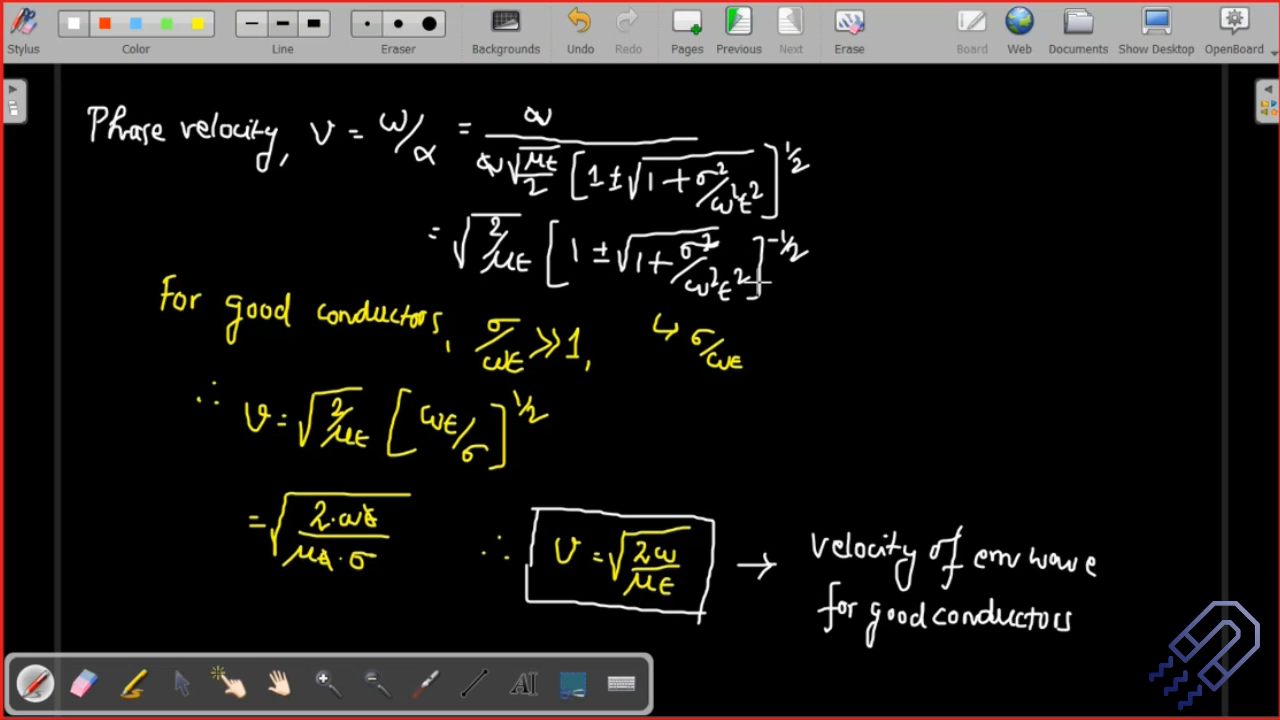 Stylus Color Line Eraser Backgrounds Undo Redo Pages Previous Next Erase Board Web Documents Show Desktop OpenBoard
Phrase velocity, v = ω/α = ω / ω√(με/2) [1 ± √(1 + σ²/ω²ε²)]^1/2
= √(2/με) [1 ± √(1 + σ²/ω²ε²)]^-1/2
For good conductors, σ/ωε ≫ 1, ↳ σ/ωε
∴ v = √(2/με) [ωε/σ]^1/2
= √(2·ωε / με·σ) ∴ v = √(2ω/με) → velocity of em wave
for good conductors